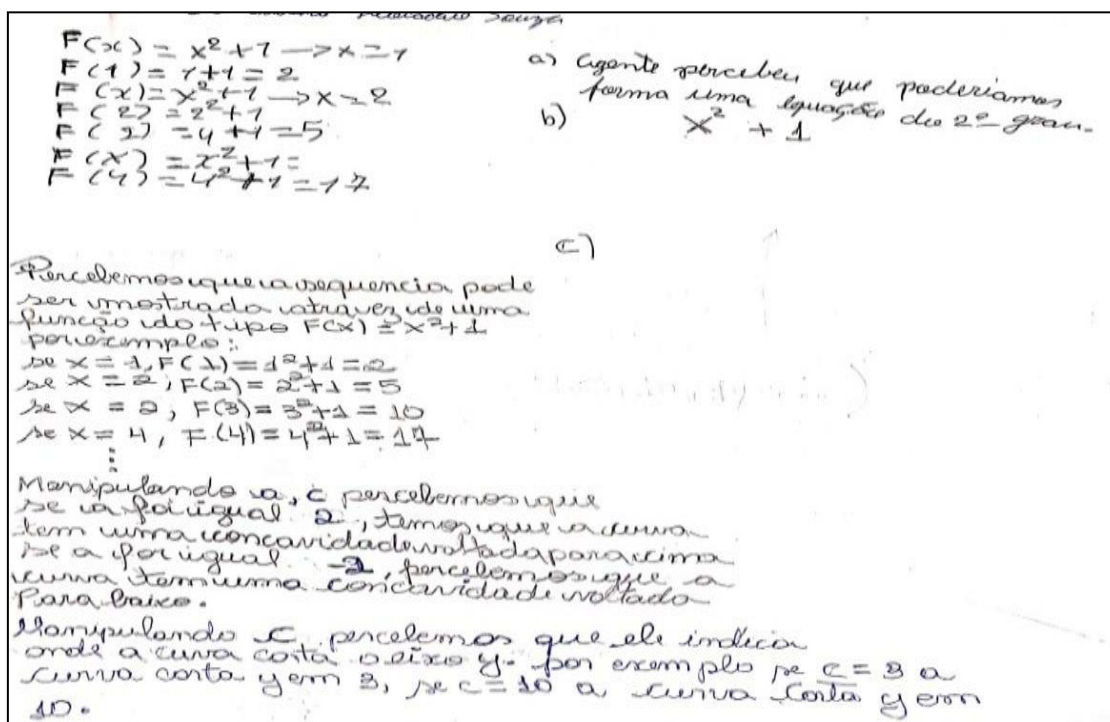 Souza
F(x) = x² + 1 —> x = 1
F(1) = 1+1 = 2
F(x) = x²+1 —> x = 2
F(2) = 2²+1
F(2) = 4+1 = 5
F(x) = x²+1 =
F(4) = 4²+1 = 17
a) agente percebeu que poderiamos
forma uma equação do 2º grau.
b) x² + 1
c)
Percebemos que a sequencia pode
ser mostrada atravez de uma
função do tipo F(x) = x²+1
por exemplo:
se x = 1, F(1) = 1²+1 = 2
se x = 2; F(2) = 2²+1 = 5
se x = 2; F(3) = 3²+1 = 10
se x = 4, F.(4) = 4²+1 = 17
⋮
Manipulando a, c percebemos que
se a foi igual 2, temos que a curva
tem uma concavidade voltada para cima
se a for igual -2, percebemos que a
curva tem uma concavidade voltada
Para baixo.
Manipulando C percebemos que ele indica
onde a curva corta o eixo y. por exemplo se c = 3 a
curva corta y em 3, se c = 10 a curva corta y em
10.